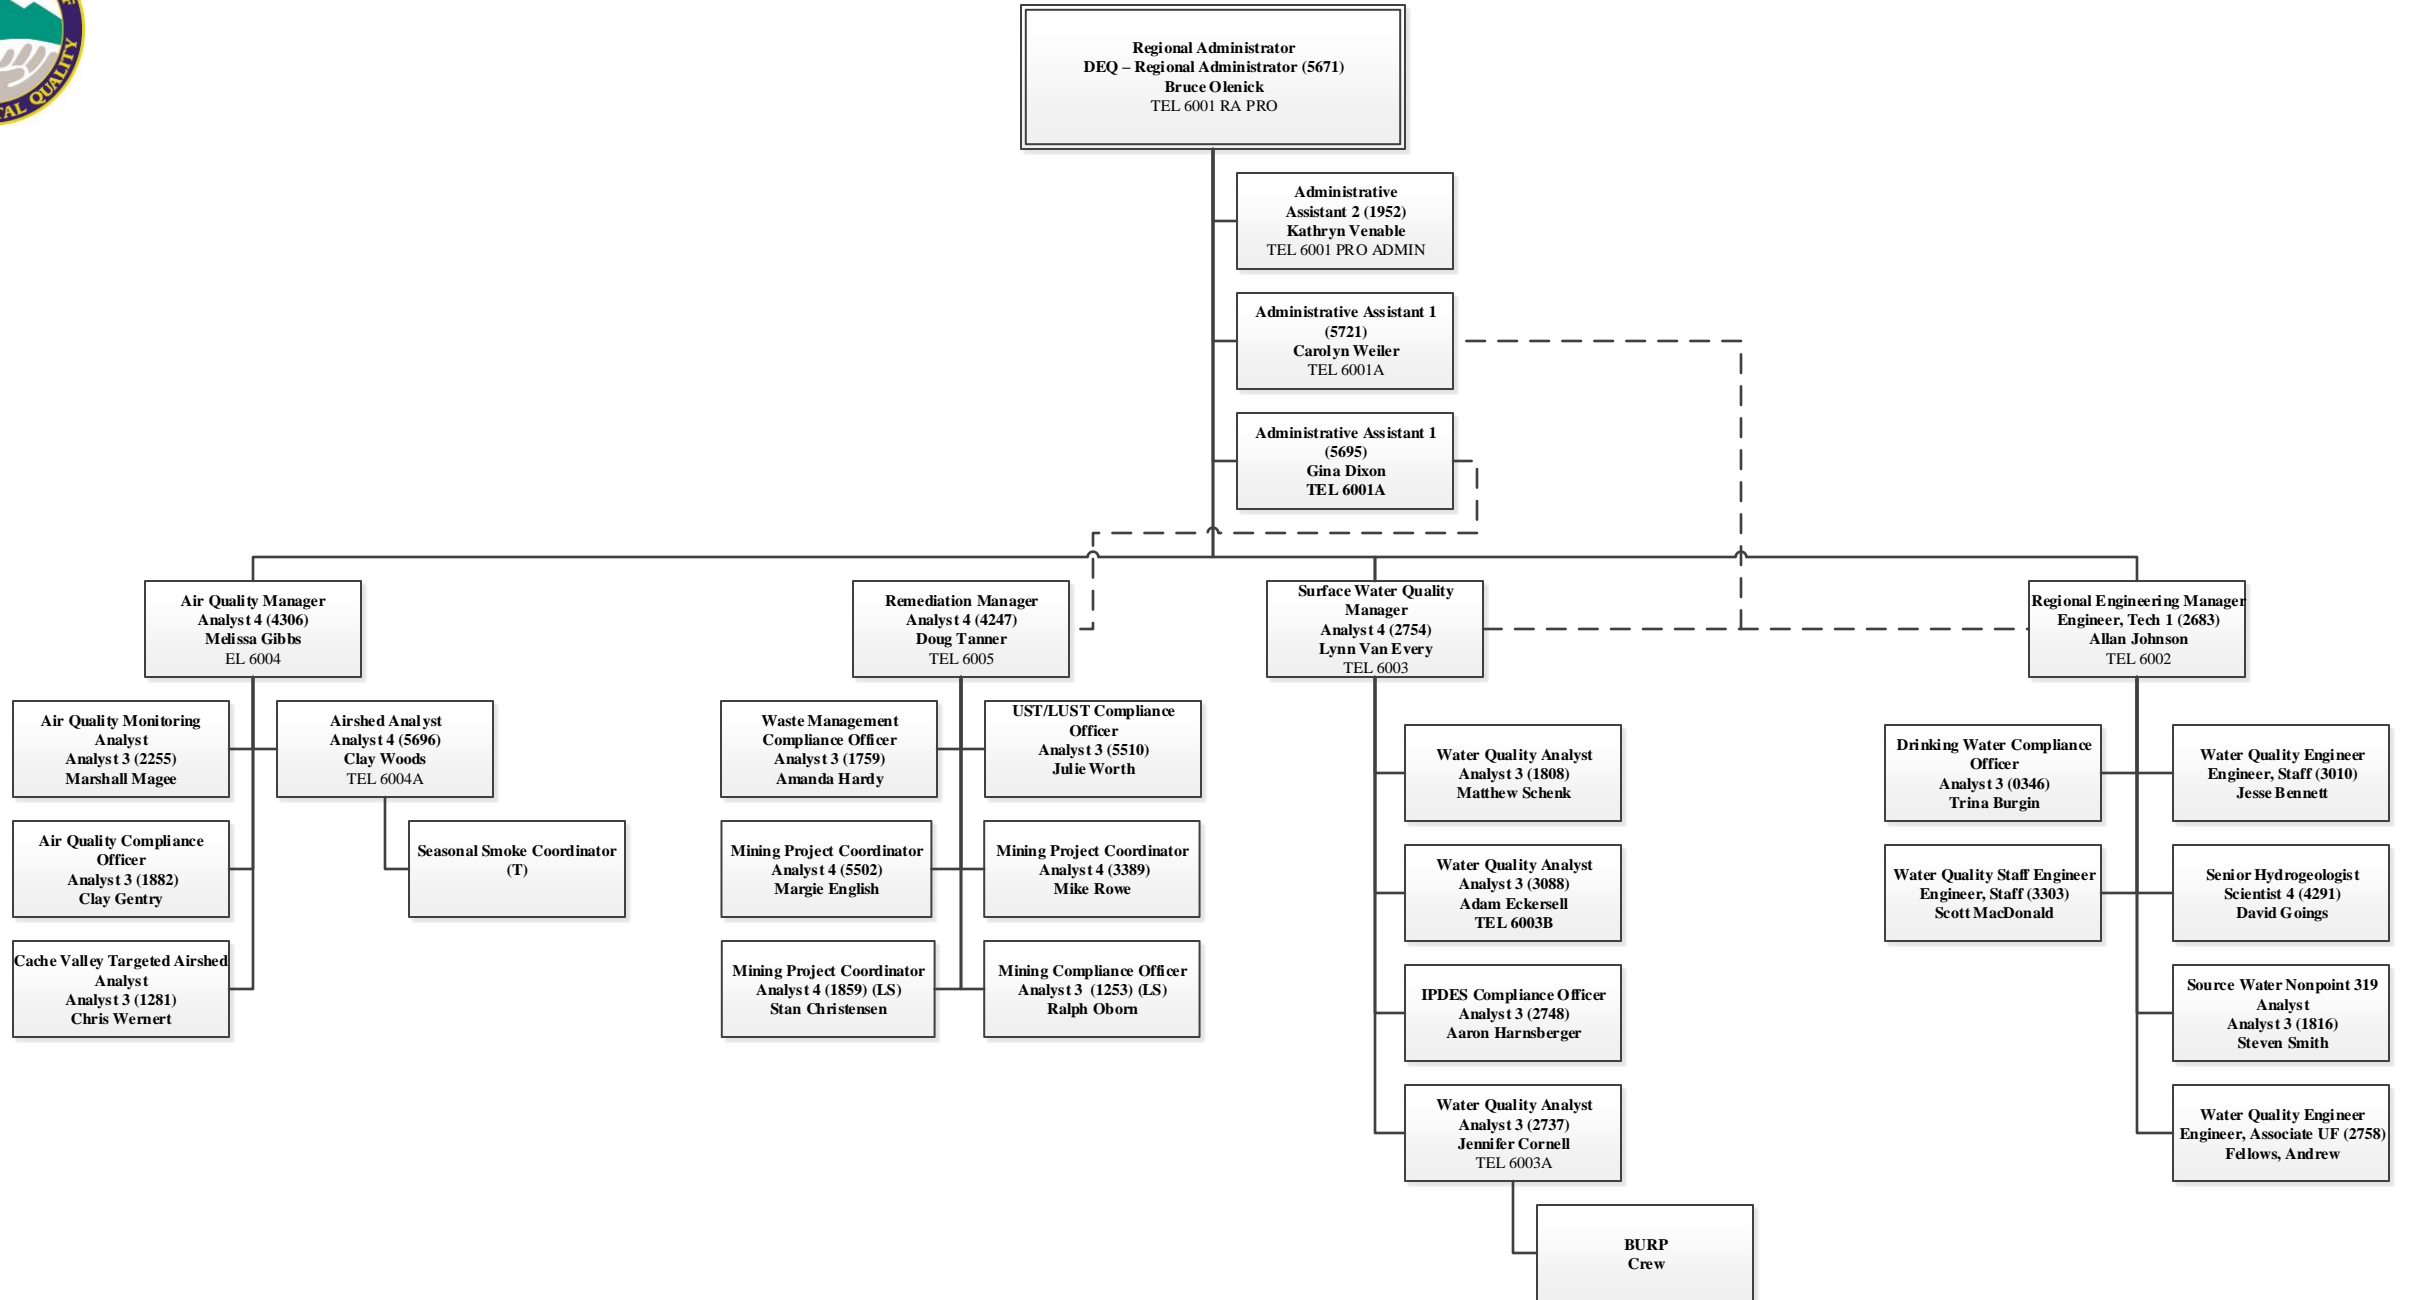 TAL QUALITY
Regional Administrator
DEQ – Regional Administrator (5671)
Bruce Olenick
TEL 6001 RA PRO
Administrative
Assistant 2 (1952)
Kathryn Venable
TEL 6001 PRO ADMIN
Administrative Assistant 1
(5721)
Carolyn Weiler
TEL 6001A
Administrative Assistant 1
(5695)
Gina Dixon
TEL 6001A
Air Quality Manager
Analyst 4 (4306)
Melissa Gibbs
EL 6004
Remediation Manager
Analyst 4 (4247)
Doug Tanner
TEL 6005
Surface Water Quality
Manager
Analyst 4 (2754)
Lynn Van Every
TEL 6003
Regional Engineering Manager
Engineer, Tech 1 (2683)
Allan Johnson
TEL 6002
Air Quality Monitoring
Analyst
Analyst 3 (2255)
Marshall Magee
Airshed Analyst
Analyst 4 (5696)
Clay Woods
TEL 6004A
Air Quality Compliance
Officer
Analyst 3 (1882)
Clay Gentry
Seasonal Smoke Coordinator
(T)
Cache Valley Targeted Airshed
Analyst
Analyst 3 (1281)
Chris Wernert
Waste Management
Compliance Officer
Analyst 3 (1759)
Amanda Hardy
UST/LUST Compliance
Officer
Analyst 3 (5510)
Julie Worth
Mining Project Coordinator
Analyst 4 (5502)
Margie English
Mining Project Coordinator
Analyst 4 (3389)
Mike Rowe
Mining Project Coordinator
Analyst 4 (1859) (LS)
Stan Christensen
Mining Compliance Officer
Analyst 3 (1253) (LS)
Ralph Oborn
Water Quality Analyst
Analyst 3 (1808)
Matthew Schenk
Water Quality Analyst
Analyst 3 (3088)
Adam Eckersell
TEL 6003B
IPDES Compliance Officer
Analyst 3 (2748)
Aaron Harnsberger
Water Quality Analyst
Analyst 3 (2737)
Jennifer Cornell
TEL 6003A
BURP
Crew
Drinking Water Compliance
Officer
Analyst 3 (0346)
Trina Burgin
Water Quality Engineer
Engineer, Staff (3010)
Jesse Bennett
Water Quality Staff Engineer
Engineer, Staff (3303)
Scott MacDonald
Senior Hydrogeologist
Scientist 4 (4291)
David Goings
Source Water Nonpoint 319
Analyst
Analyst 3 (1816)
Steven Smith
Water Quality Engineer
Engineer, Associate UF (2758)
Fellows, Andrew